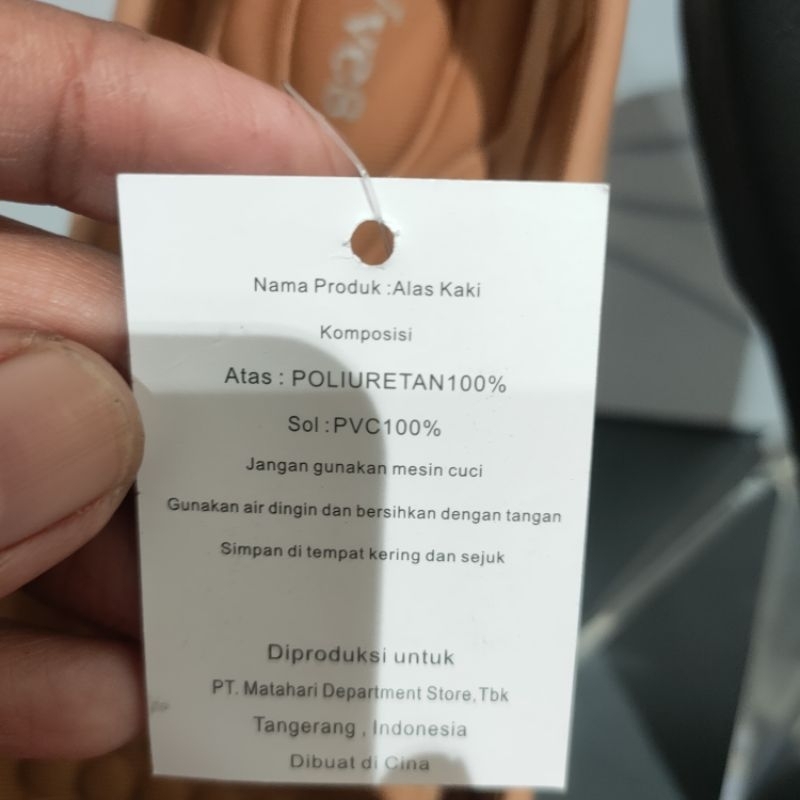 Nama Produk :Alas Kaki
Komposisi
Atas : POLIURETAN100%
Sol :PVC100%
Jangan gunakan mesin cuci
Gunakan air dingin dan bersihkan dengan tangan
Simpan di tempat kering dan sejuk
Diproduksi untuk
PT. Matahari Department Store,Tbk
Tangerang , Indonesia
Dibuat di Cina